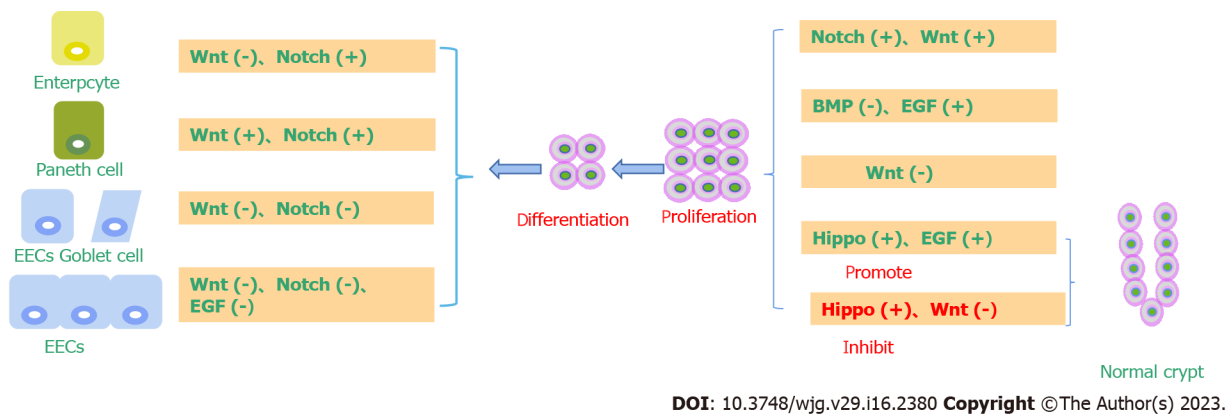 Enterpcyte
Wnt (-)、Notch (+)
Paneth cell
Wnt (+)、Notch (+)
EECs Goblet cell
Wnt (-)、Notch (-)
EECs
Wnt (-)、Notch (-)、
EGF (-)
Differentiation
Proliferation
Notch (+)、Wnt (+)
BMP (-)、EGF (+)
Wnt (-)
Hippo (+)、EGF (+)
Promote
Hippo (+)、Wnt (-)
Inhibit
Normal crypt
DOI: 10.3748/wjg.v29.i16.2380 Copyright ©The Author(s) 2023.